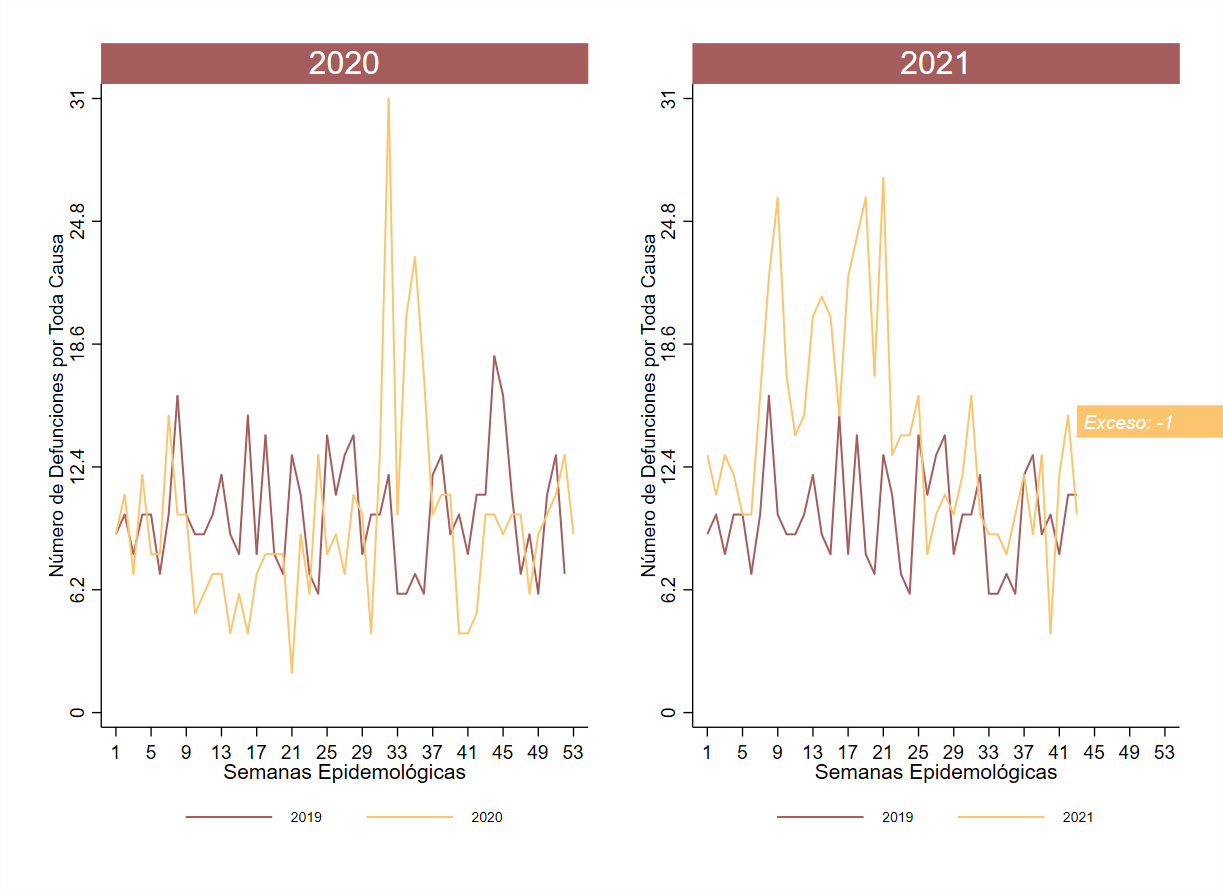 2020
Número de Defunciones por Toda Causa
31
24.8
18.6
12.4
6.2
0
1 5 9 13 17 21 25 29 33 37 41 45 49 53
Semanas Epidemológicas
2019 2020
2021
Número de Defunciones por Toda Causa
31
24.8
18.6
12.4
6.2
0
Exceso: -1
1 5 9 13 17 21 25 29 33 37 41 45 49 53
Semanas Epidemológicas
2019 2021